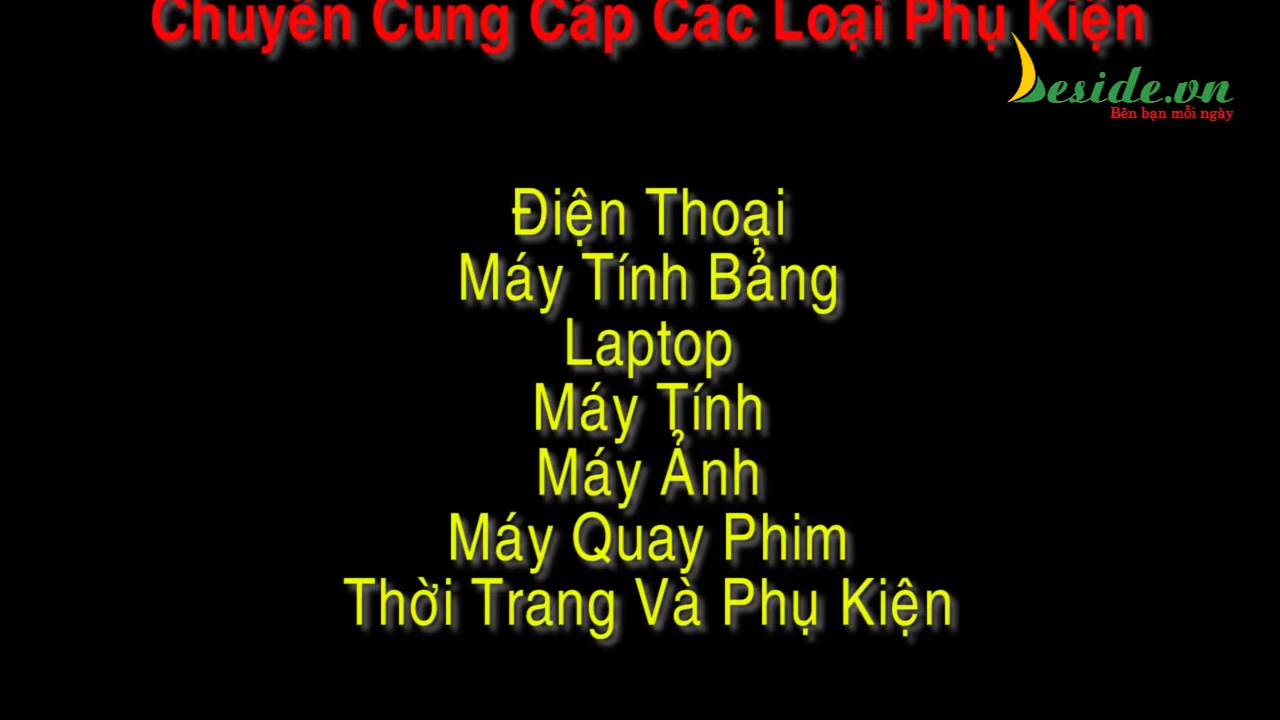 Chuyên Cung Cấp Các Loại Phụ Kiện
Beside.vn
Bên bạn mỗi ngày
Điện Thoại
Máy Tính Bảng
Laptop
Máy Tính
Máy Ảnh
Máy Quay Phim
Thời Trang Và Phụ Kiện